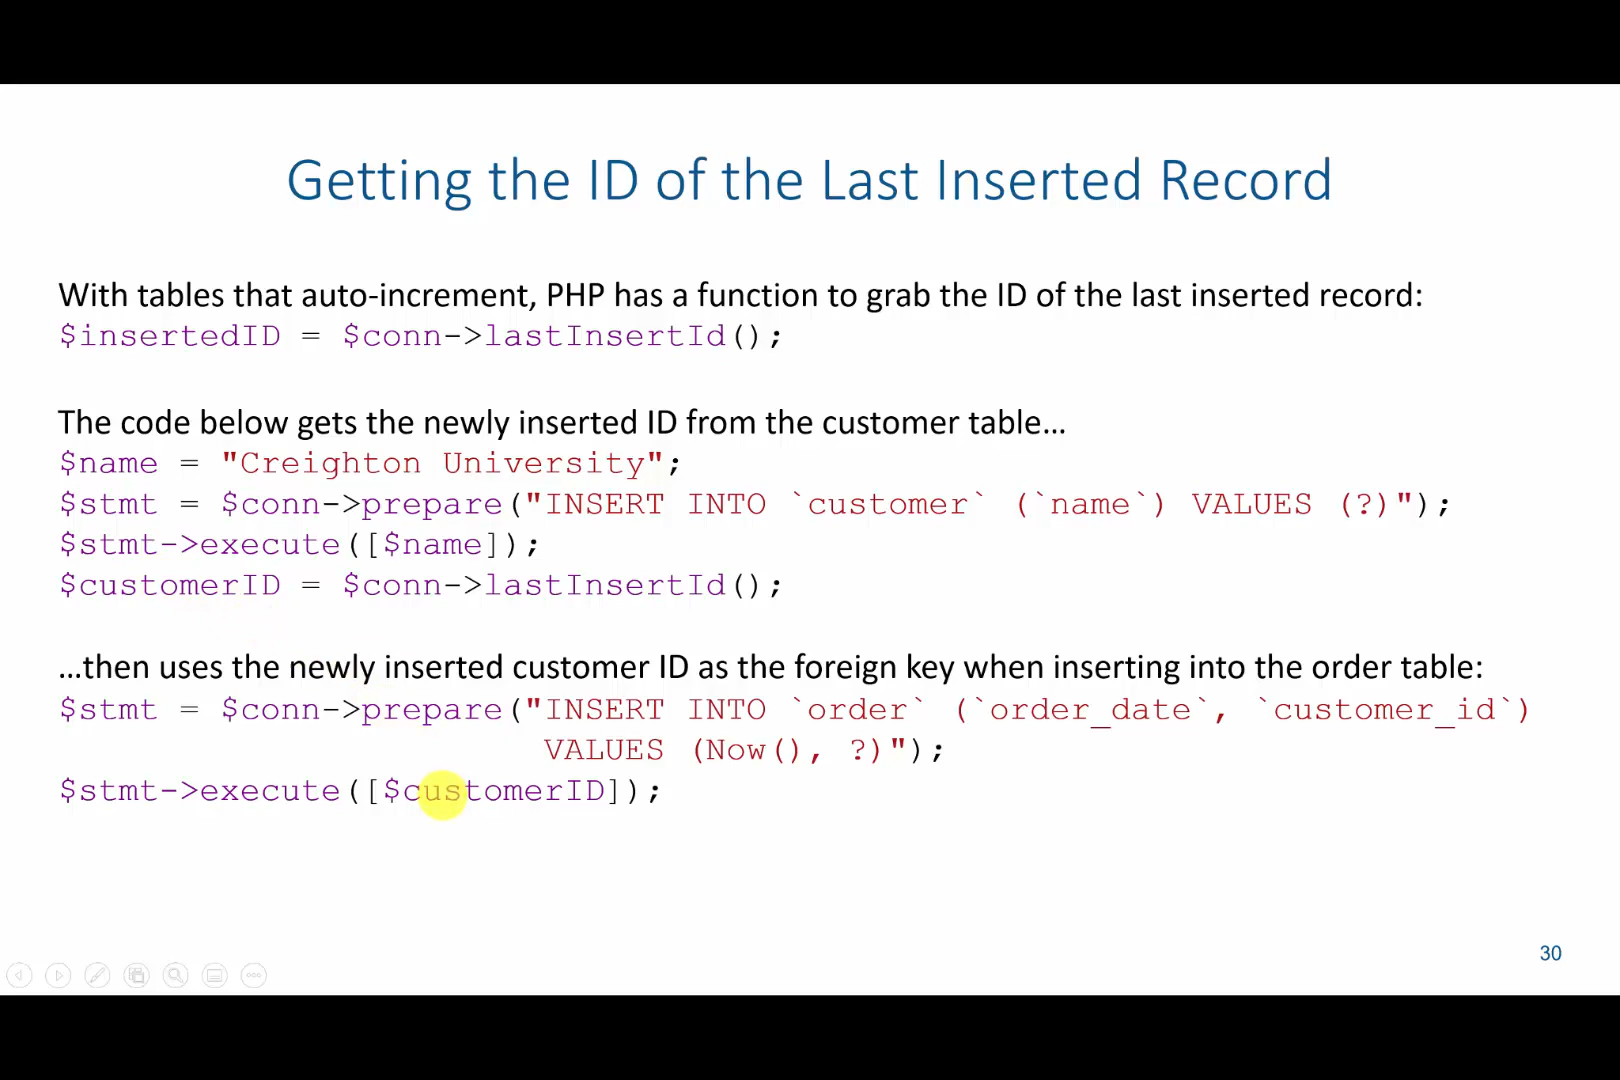 Getting the ID of the Last Inserted Record
With tables that auto-increment, PHP has a function to grab the ID of the last inserted record:
$insertedID = $conn->lastInsertId();
The code below gets the newly inserted ID from the customer table…
$name = "Creighton University";
$stmt = $conn->prepare("INSERT INTO `customer` (`name`) VALUES (?)");
$stmt->execute([$name]);
$customerID = $conn->lastInsertId();
…then uses the newly inserted customer ID as the foreign key when inserting into the order table:
$stmt = $conn->prepare("INSERT INTO `order` (`order_date`, `customer_id`)
VALUES (Now(), ?)");
$stmt->execute([$customerID]);
30